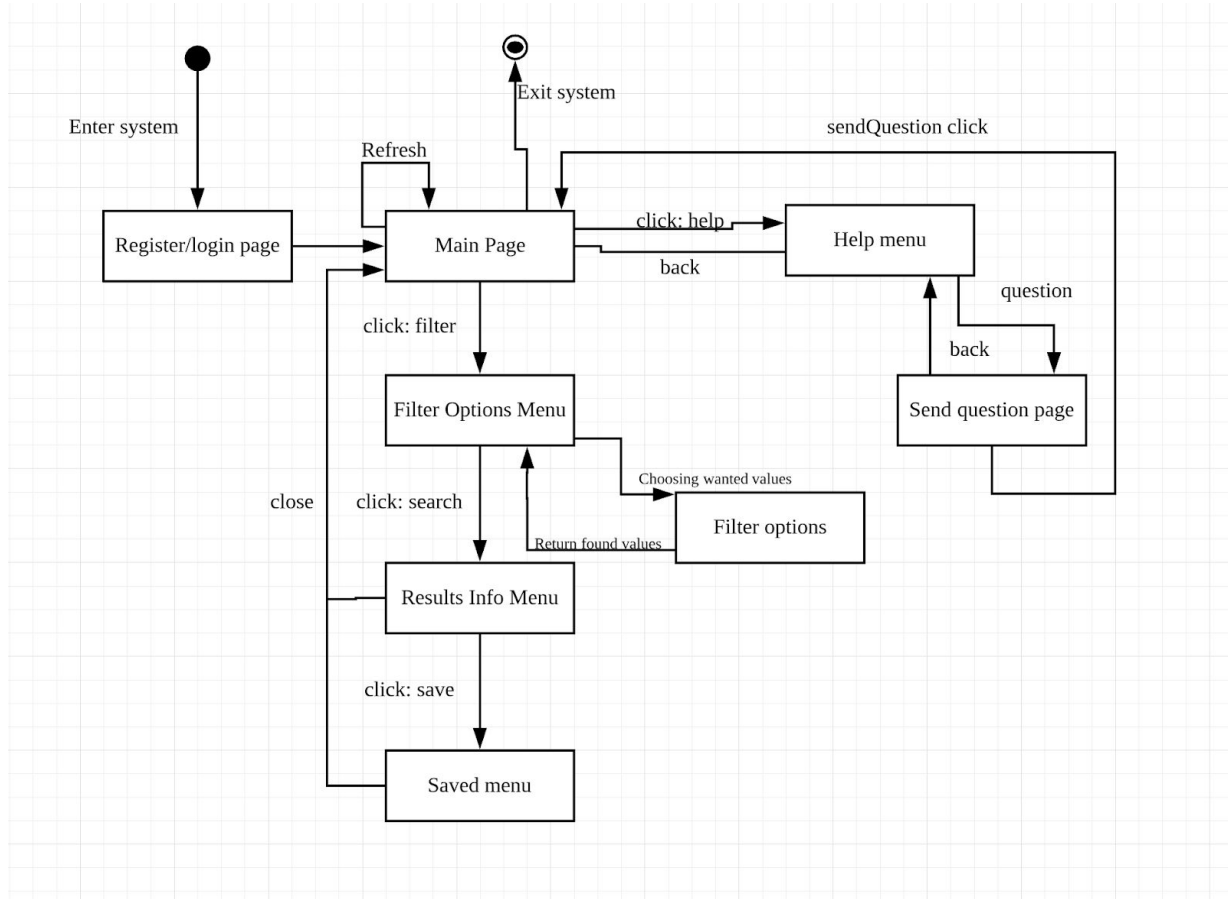 Exit system
Enter system
sendQuestion click
Refresh
click: help
Register/login page
Main Page
Help menu
back
question
click: filter
back
Filter Options Menu
Send question page
Choosing wanted values
close
click: search
Filter options
Return found values
Results Info Menu
click: save
Saved menu